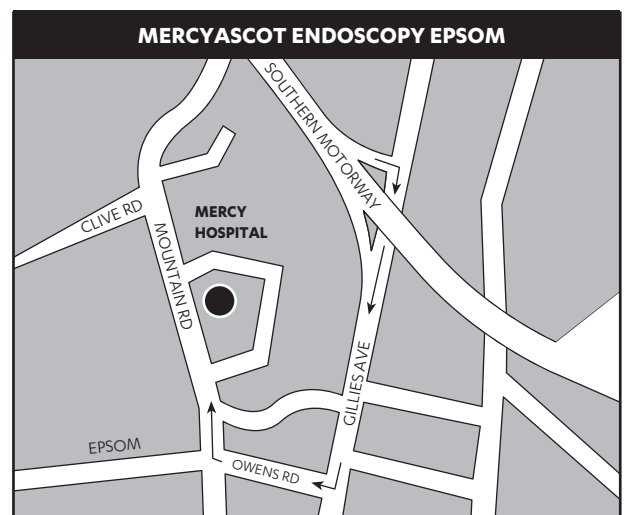 MERCYASCOT ENDOSCOPY EPSOM
SOUTHERN MOTORWAY
CLIVE RD
MERCY
HOSPITAL
MOUNTAIN RD
GILLIES AVE
EPSOM
OWENS RD